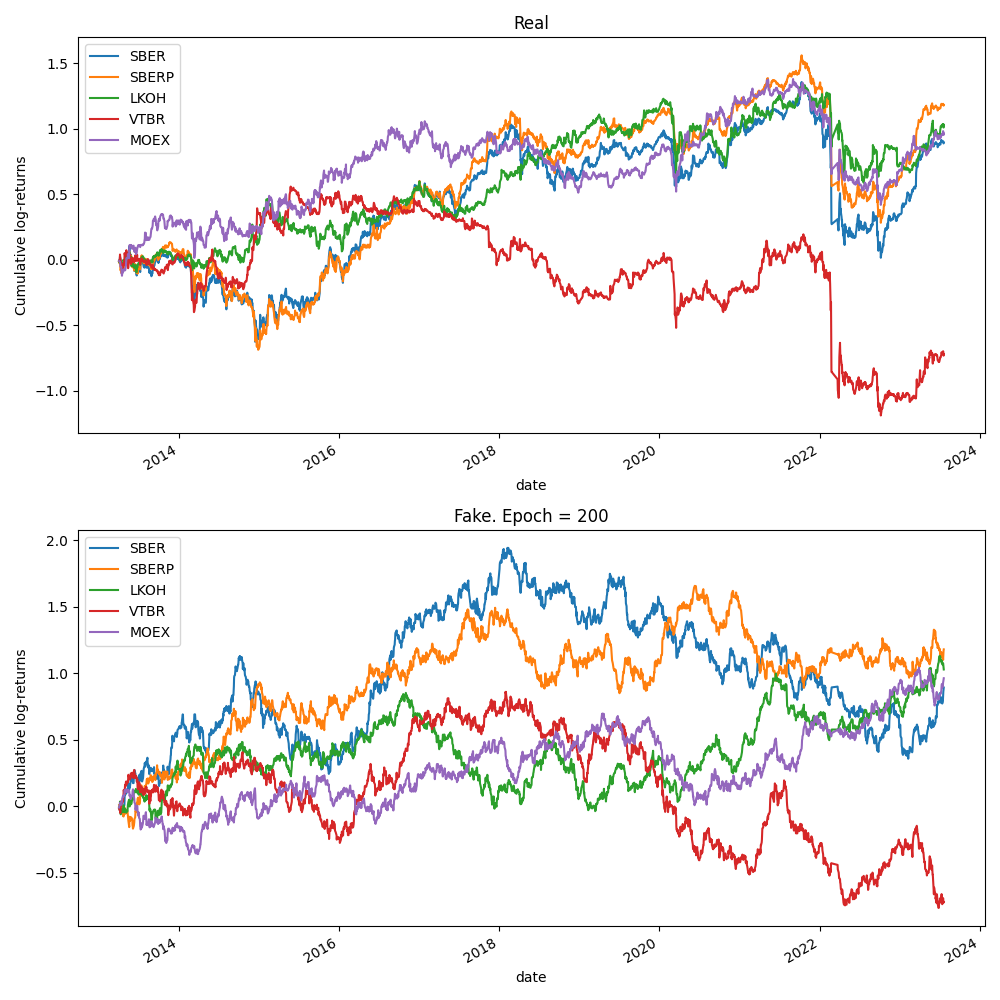 Real
SBER
SBERP
LKOH
VTBR
MOEX
Cumulative log-returns
1.5
1.0
0.5
0.0
−0.5
−1.0
2014
2016
2018
2020
2022
2024
date
Fake. Epoch = 200
SBER
SBERP
LKOH
VTBR
MOEX
Cumulative log-returns
2.0
1.5
1.0
0.5
0.0
−0.5
2014
2016
2018
2020
2022
2024
date